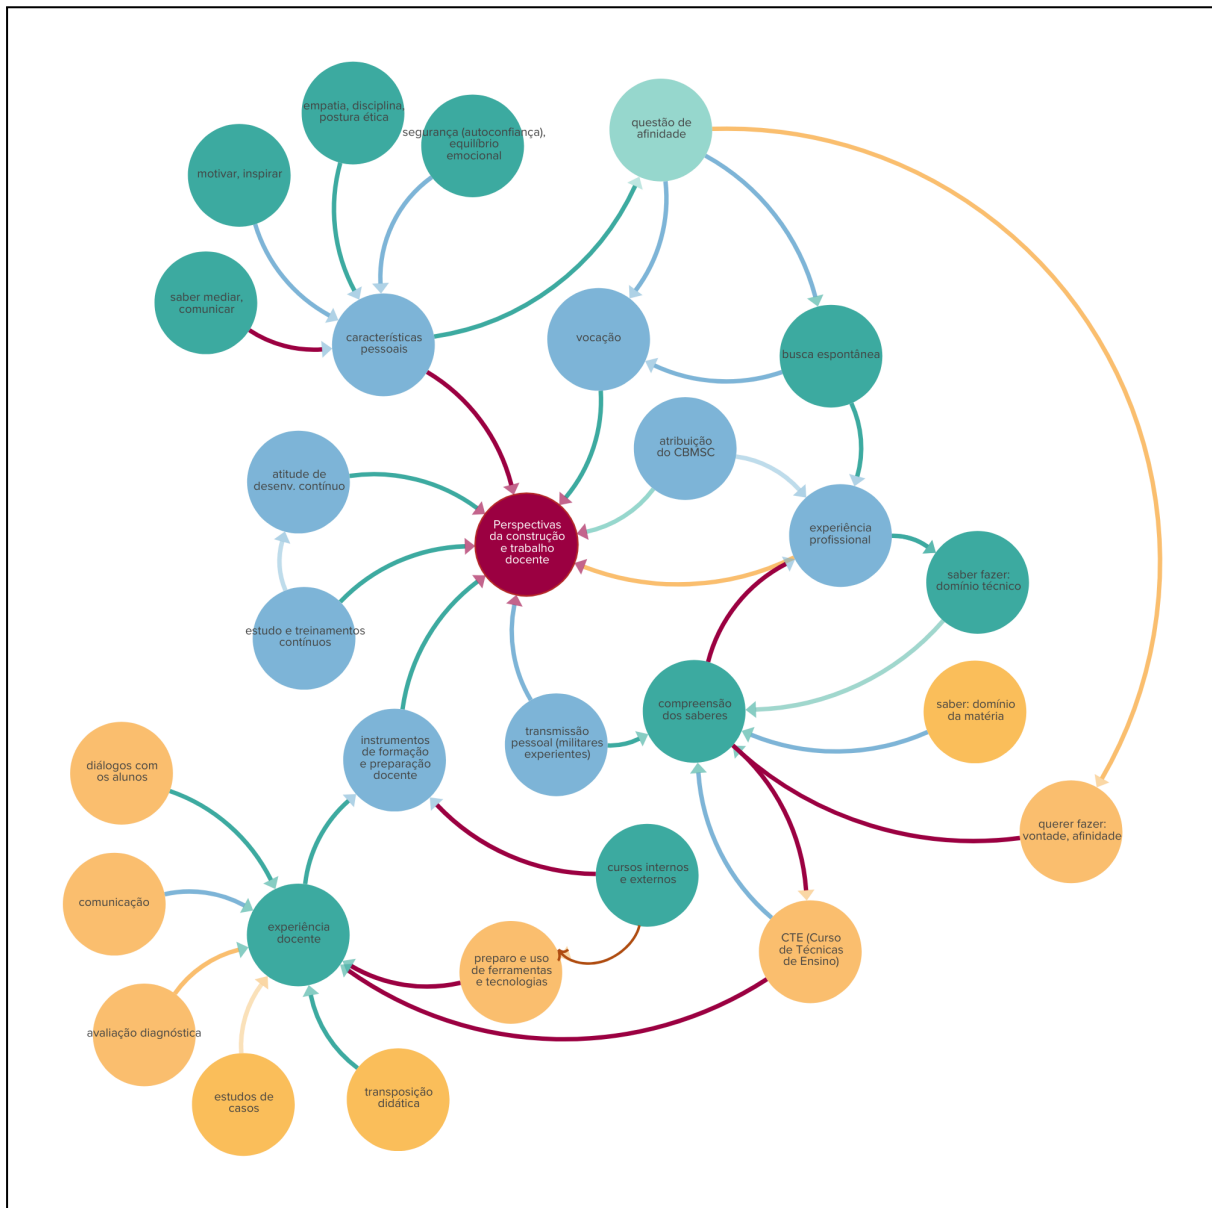 empatia, disciplina,
postura ética
segurança (autoconfiança),
equilíbrio
emocional
questão de
afinidade
motivar, inspirar
saber mediar,
comunicar
características
pessoais
vocação
busca espontânea
atribuição
do CBMSC
atitude de
desenv. contínuo
Perspectivas
da construção
e trabalho
docente
experiência
profissional
saber fazer:
domínio técnico
estudo e treinamentos
contínuos
compreensão
dos saberes
saber: domínio
da matéria
transmissão
pessoal (militares
experientes)
instrumentos
de formação
e preparação
docente
diálogos com
os alunos
querer fazer:
vontade, afinidade
cursos internos
e externos
comunicação
experiência
docente
CTE (Curso
de Técnicas
de Ensino)
preparo e uso
de ferramentas
e tecnologias
avaliação diagnóstica
estudos de
casos
transposição
didática